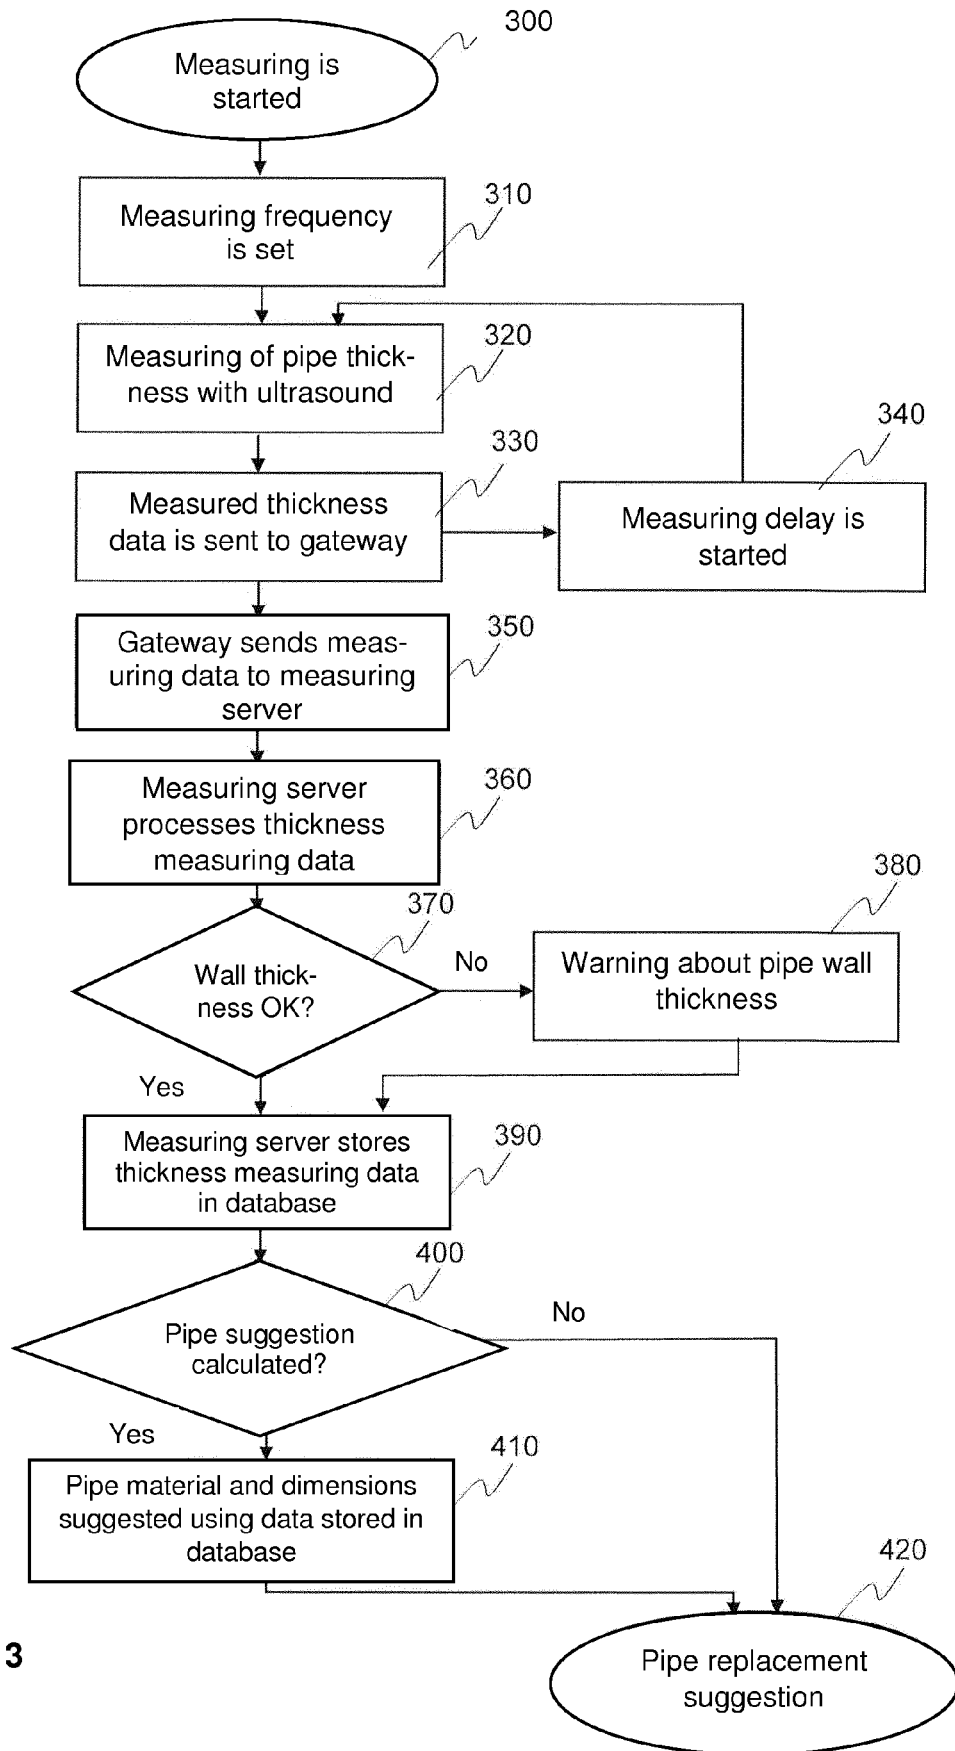 300
Measuring is
started
310
Measuring frequency
is set
320
Measuring of pipe thick-
ness with ultrasound
330
340
Measured thickness
data is sent to gateway
Measuring delay is
started
350
Gateway sends meas-
uring data to measuring
server
360
Measuring server
processes thickness
measuring data
370
380
Wall thick-
ness OK?
No
Warning about pipe wall
thickness
Yes
390
Measuring server stores
thickness measuring data
in database
400
No
Pipe suggestion
calculated?
Yes
410
Pipe material and dimensions
suggested using data stored in
database
420
3
Pipe replacement
suggestion